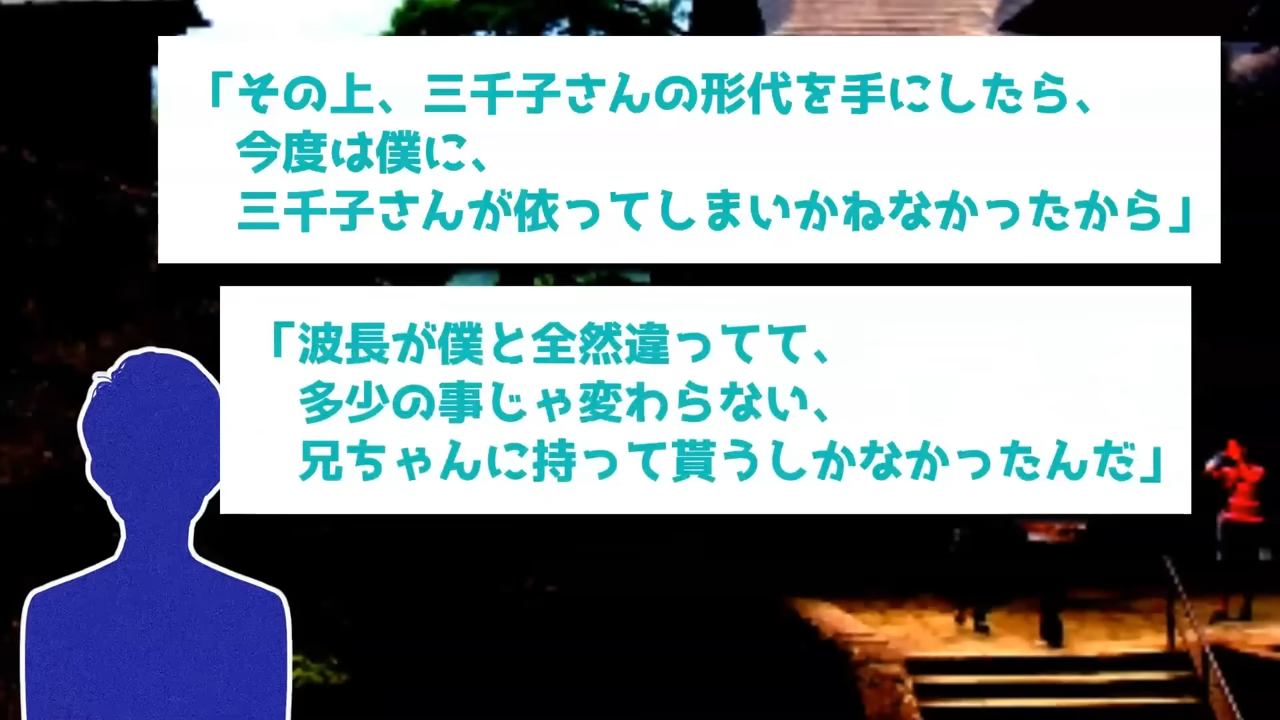 「その上、三千子さんの形代を手にしたら、
今度は僕に、
三千子さんが依ってしまいかねなかったから」
「波長が僕と全然違ってて、
多少の事じゃ変わらない、
兄ちゃんに持って貰うしかなかったんだ」